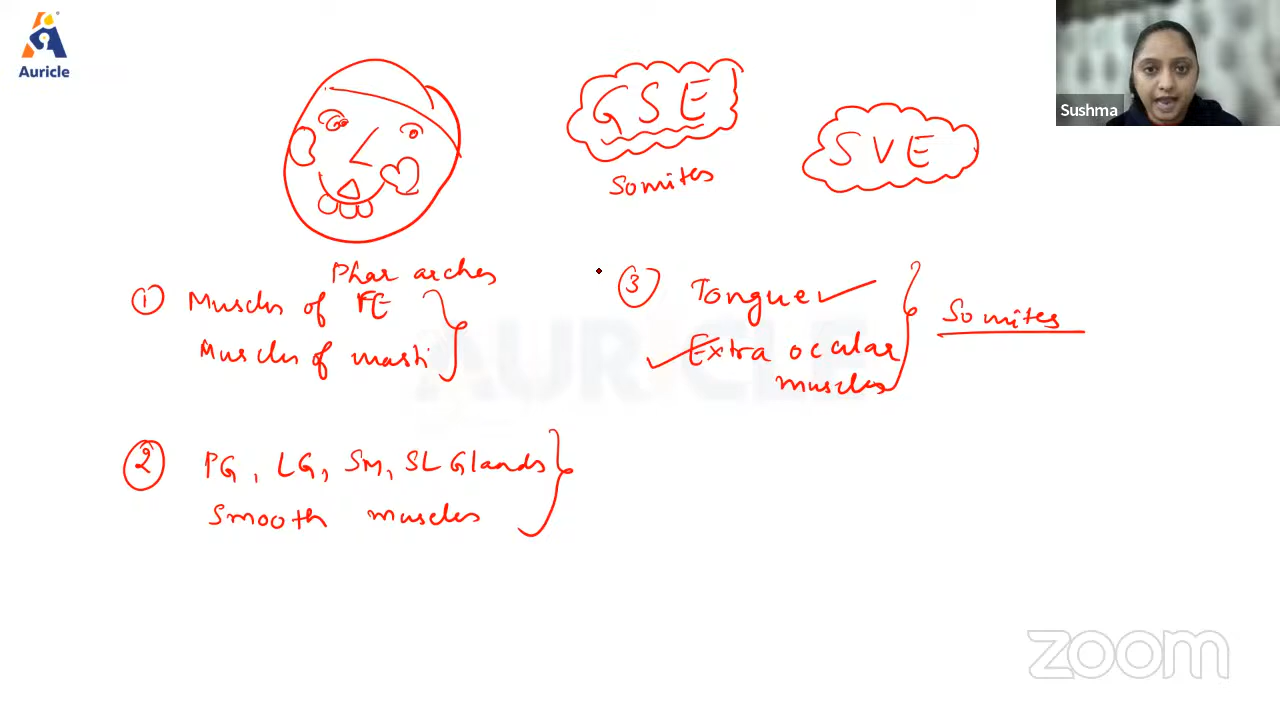 Auricle
Sushma
GSE
Somites
SVE
Phar arches
① Muscles of FE
Muscles of masti
② PG, LG, SM, SL Glands
Smooth muscles
③ Tongue
Extra ocular
muscles
Somites
AURICLE
zoom